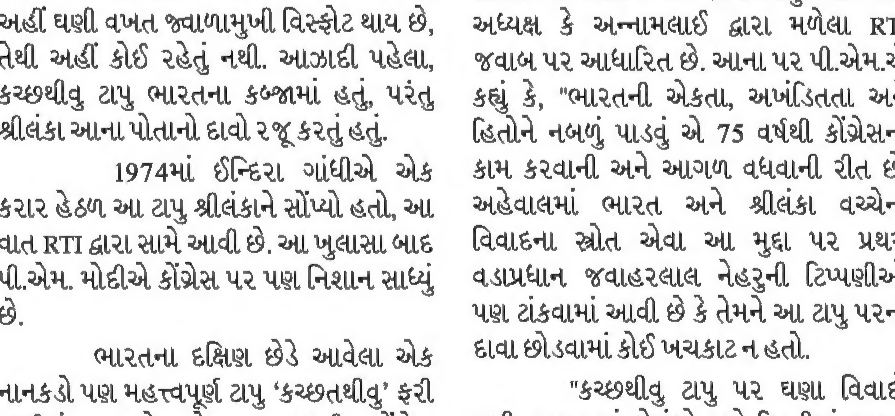 અહીં ઘણી વખત જ્વાળામુખી વિસ્ફોટ થાય છે,
તેથી અહીં કોઈ રહેતું નથી. આઝાદી પહેલા,
કચ્છથીવુ ટાપુ ભારતના કબ્જામાં હતું, પરંતુ
શ્રીલંકા આના પોતાનો દાવો રજૂ કરતું હતું.
1974માં ઈન્દિરા ગાંધીએ એક
કરાર હેઠળ આ ટાપુ શ્રીલંકાને સોંપ્યો હતો, આ
વાત RTI દ્વારા સામે આવી છે. આ ખુલાસા બાદ
પી.એમ. મોદીએ કોંગ્રેસ પર પણ નિશાન સાધ્યું
છે.
ભારતના દક્ષિણ છેડે આવેલા એક
નાનકડો પણ મહત્ત્વપૂર્ણ ટાપુ ‘કચ્છતથીવુ’ ફરી
અધ્યક્ષ કે અન્નામલાઈ દ્વારા મળેલા RT
જવાબ પર આધારિત છે. આના પર પી.એમ.
કહ્યું કે, "ભારતની એકતા, અખંડિતતા અ
હિતોને નબળું પાડવું એ 75 વર્ષથી કોંગ્રેસ
કામ કરવાની અને આગળ વધવાની રીત છે
અહેવાલમાં ભારત અને શ્રીલંકા વચ્ચે
વિવાદના સ્ત્રોત એવા આ મુદ્દા પર પ્રથ
વડાપ્રધાન જવાહરલાલ નેહરુની ટિપ્પણી
પણ ટાંકવામાં આવી છે કે તેમને આ ટાપુ પર
દાવા છોડવામાં કોઈ ખચકાટ ન હતો.
"કચ્છથીવુ ટાપુ પર ઘણા વિવા